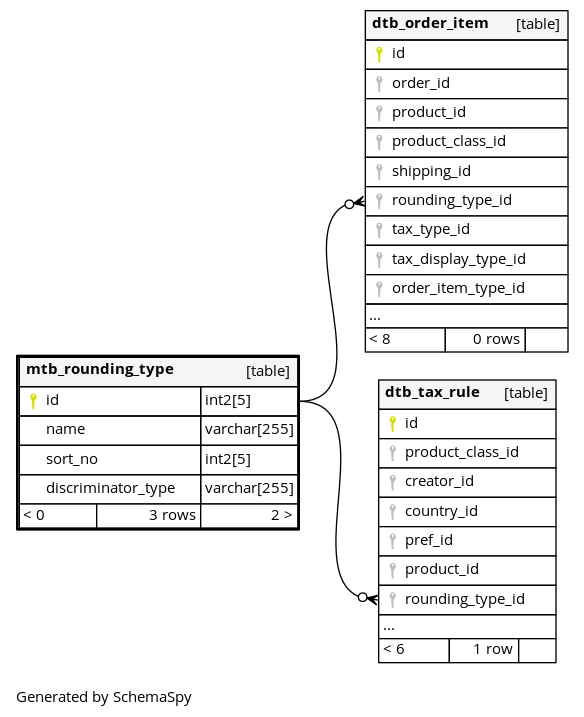 dtb_order_item [table]
id
order_id
product_id
product_class_id
shipping_id
rounding_type_id
tax_type_id
tax_display_type_id
order_item_type_id
...
< 8 0 rows
mtb_rounding_type [table]
id int2[5]
name varchar[255]
sort_no int2[5]
discriminator_type varchar[255]
< 0 3 rows 2 >
dtb_tax_rule [table]
id
product_class_id
creator_id
country_id
pref_id
product_id
rounding_type_id
...
< 6 1 row
Generated by SchemaSpy